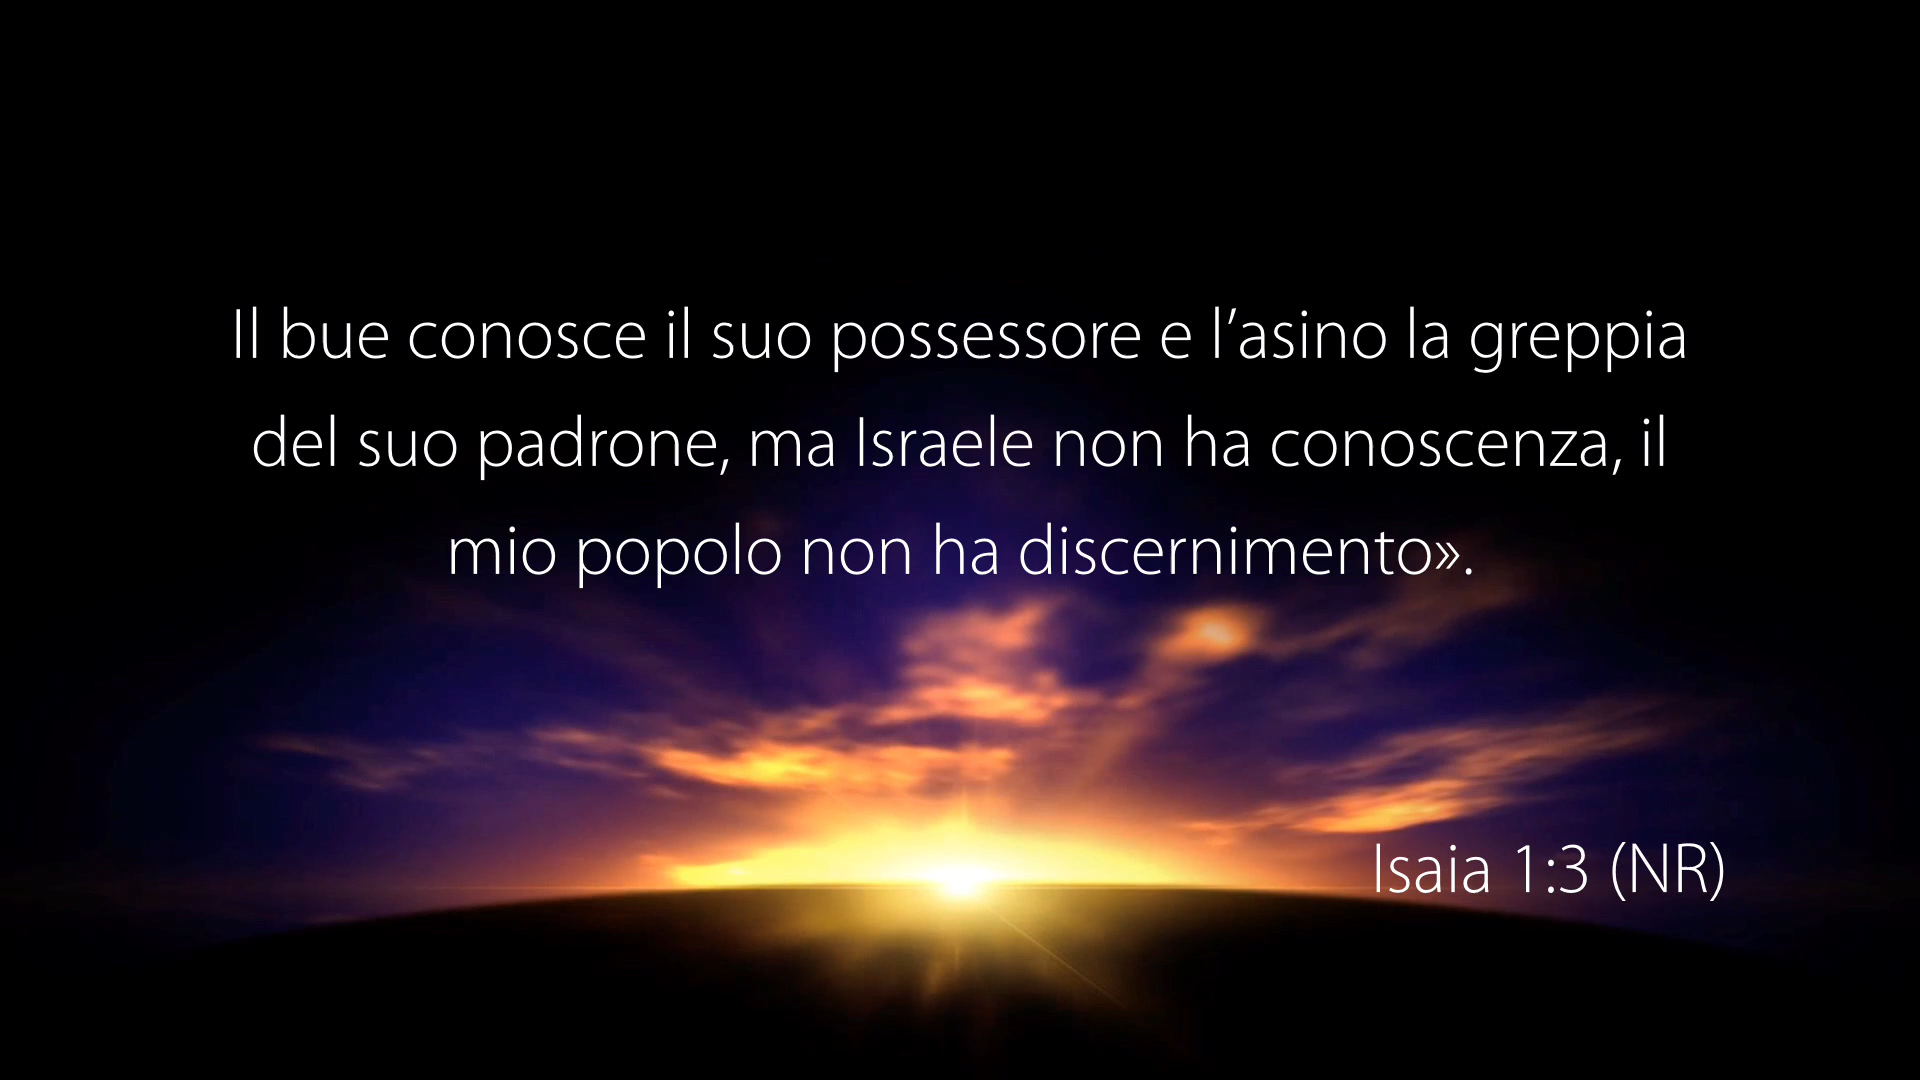 Il bue conosce il suo possessore e l’asino la greppia
del suo padrone, ma Israele non ha conoscenza, il
mio popolo non ha discernimento».
Isaia 1:3 (NR)